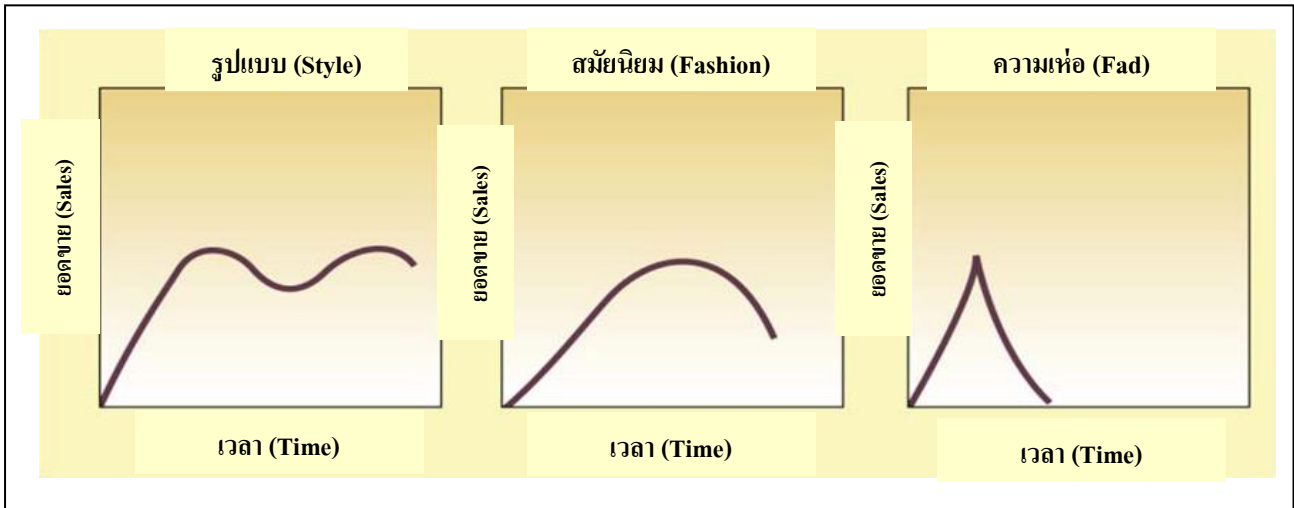 รูปแบบ (Style)
ยอดขาย (Sales)
เวลา (Time)
สมัยนิยม (Fashion)
ยอดขาย (Sales)
เวลา (Time)
ความเห่อ (Fad)
ยอดขาย (Sales)
เวลา (Time)